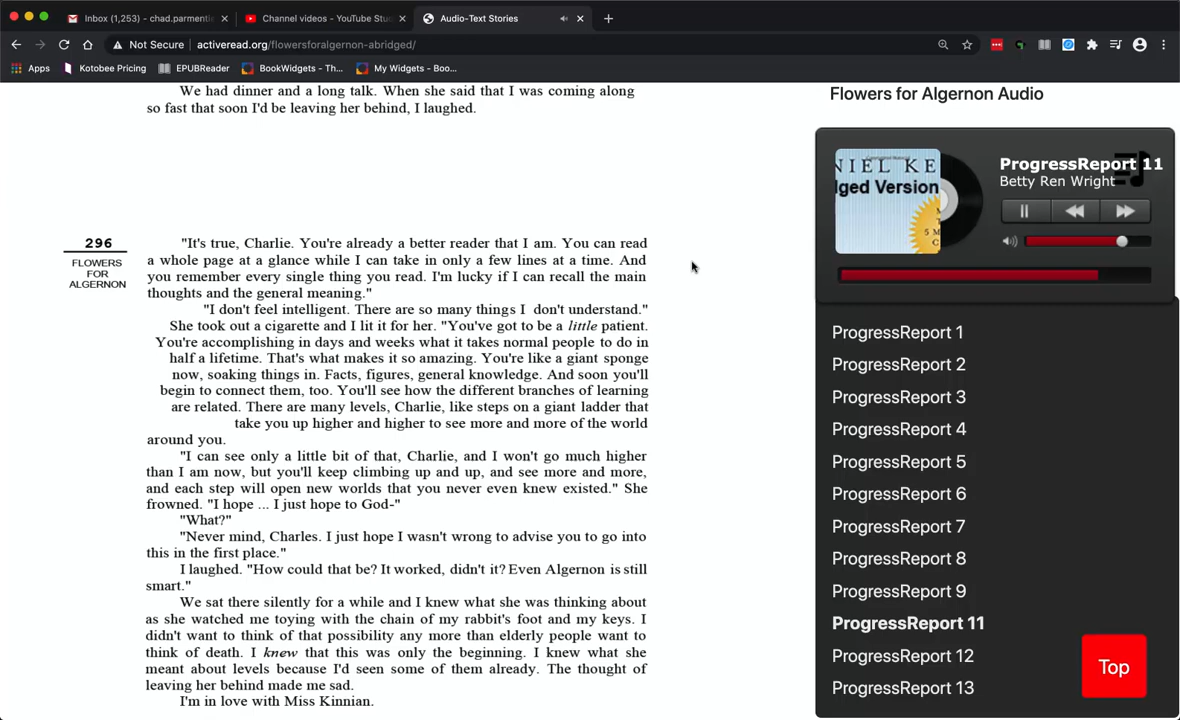 Inbox (1,253) - chad.parmenti
Channel videos - YouTube Stu
Audio-Text Stories
Not Secure
activeread.org/flowersforalgernon-abridged/
Apps
Kotobee Pricing
EPUBReader
BookWidgets - Th...
My Widgets - Boo...
We had dinner and a long talk. When she said that I was coming along
so fast that soon I'd be leaving her behind, I laughed.
296
FLOWERS
FOR
ALGERNON
"It's true, Charlie. You're already a better reader that I am. You can read
a whole page at a glance while I can take in only a few lines at a time. And
you remember every single thing you read. I'm lucky if I can recall the main
thoughts and the general meaning."
"I don't feel intelligent. There are so many things I don't understand."
She took out a cigarette and I lit it for her. "You've got to be a little patient.
You're accomplishing in days and weeks what it takes normal people to do in
half a lifetime. That's what makes it so amazing. You're like a giant sponge
now, soaking things in. Facts, figures, general knowledge. And soon you'll
begin to connect them, too. You'll see how the different branches of learning
are related. There are many levels, Charlie, like steps on a giant ladder that
take you up higher and higher to see more and more of the world
around you.
"I can see only a little bit of that, Charlie, and I won't go much higher
than I am now, but you'll keep climbing up and up, and see more and more,
and each step will open new worlds that you never even knew existed." She
frowned. "I hope ... I just hope to God-"
"What?"
"Never mind, Charles. I just hope I wasn't wrong to advise you to go into
this in the first place."
I laughed. "How could that be? It worked, didn't it? Even Algernon is still
smart."
We sat there silently for a while and I knew what she was thinking about
as she watched me toying with the chain of my rabbit's foot and my keys. I
didn't want to think of that possibility any more than elderly people want to
think of death. I knew that this was only the beginning. I knew what she
meant about levels because I'd seen some of them already. The thought of
leaving her behind made me sad.
I'm in love with Miss Kinnian.
Flowers for Algernon Audio
NIEL KE
lged Version
ProgressReport 11
Betty Ren Wright
ProgressReport 1
ProgressReport 2
ProgressReport 3
ProgressReport 4
ProgressReport 5
ProgressReport 6
ProgressReport 7
ProgressReport 8
ProgressReport 9
ProgressReport 11
ProgressReport 12
ProgressReport 13
Top